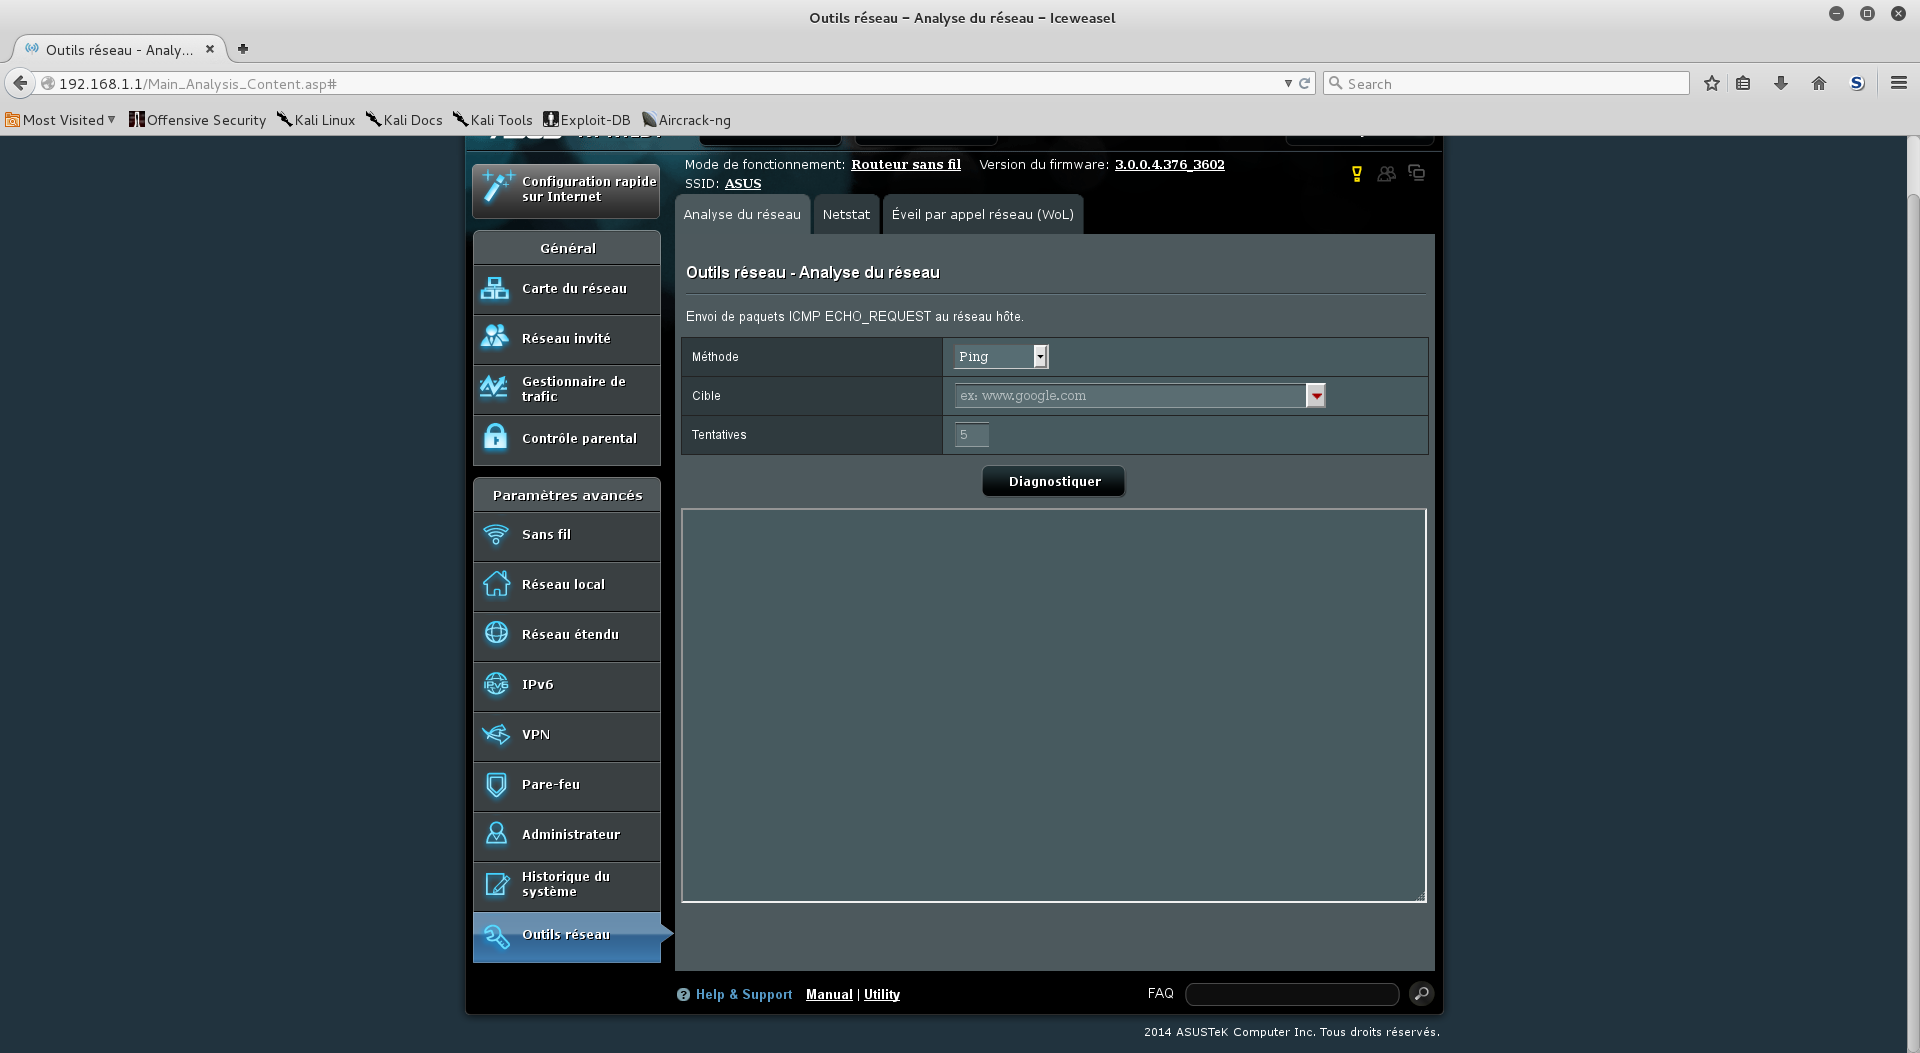 Outils réseau – Analyse du réseau – Iceweasel
Outils réseau - Analy...
192.168.1.1/Main_Analysis_Content.asp#
Search
Most Visited
Offensive Security
Kali Linux
Kali Docs
Kali Tools
Exploit-DB
Aircrack-ng
Mode de fonctionnement: Routeur sans fil Version du firmware: 3.0.0.4.376_3602
SSID: ASUS
Configuration rapide
sur Internet
Analyse du réseau
Netstat
Éveil par appel réseau (WoL)
Général
Carte du réseau
Réseau invité
Gestionnaire de
trafic
Contrôle parental
Paramètres avancés
Sans fil
Réseau local
Réseau étendu
IPv6
VPN
Pare-feu
Administrateur
Historique du
système
Outils réseau
Outils réseau - Analyse du réseau
Envoi de paquets ICMP ECHO_REQUEST au réseau hôte.
Méthode Ping
Cible ex: www.google.com
Tentatives 5
Diagnostiquer
Help & Support Manual | Utility
FAQ
2014 ASUSTeK Computer Inc. Tous droits réservés.